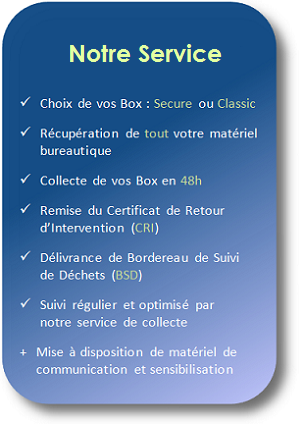 Notre Service
✓ Choix de vos Box : Secure ou Classic
✓ Récupération de tout votre matériel
bureautique
✓ Collecte de vos Box en 48h
✓ Remise du Certificat de Retour
d'Intervention (CRI)
✓ Délivrance de Bordereau de Suivi
de Déchets (BSD)
✓ Suivi régulier et optimisé par
notre service de collecte
+ Mise à disposition de matériel de
communication et sensibilisation